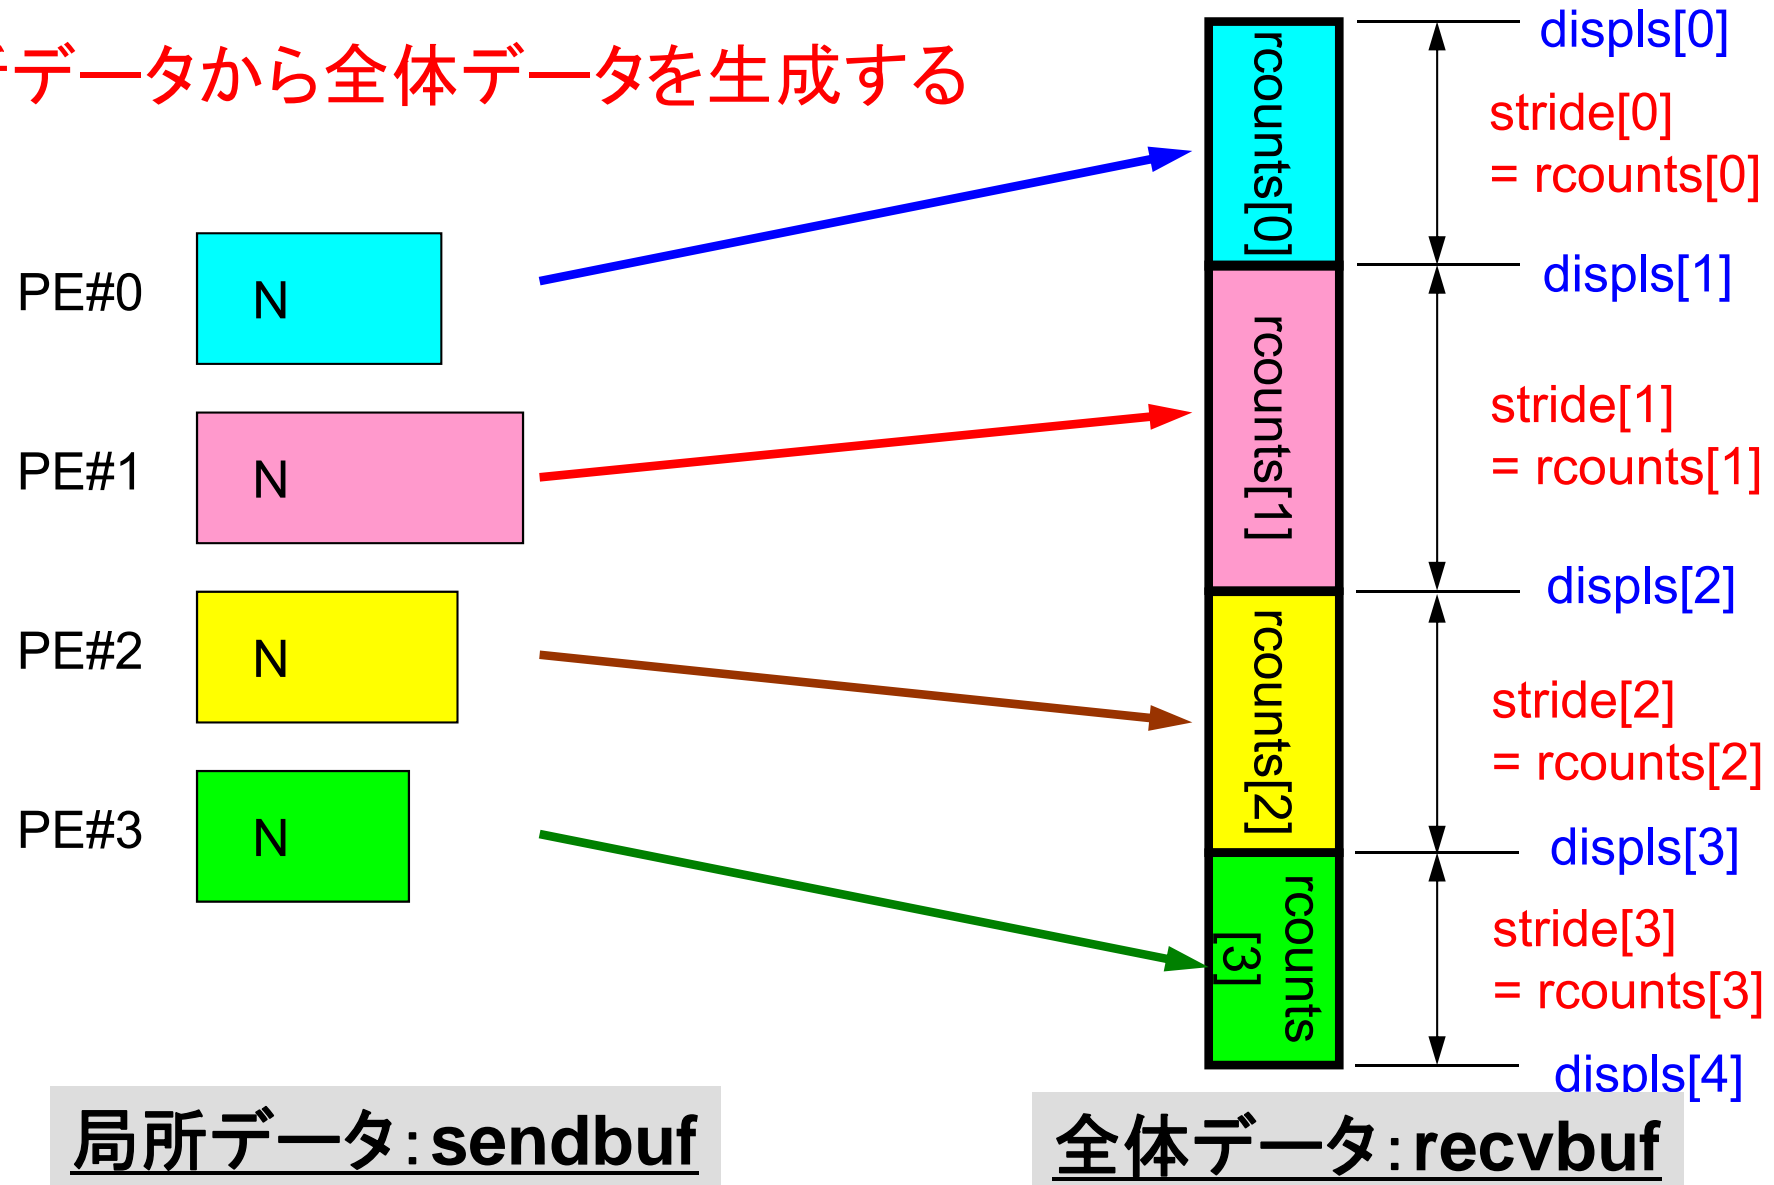 データから全体データを生成する
PE#0
N
PE#1
N
PE#2
N
PE#3
N
局所データ:sendbuf
rcounts[0]
rcounts[1]
rcounts[2]
rcounts
[3]
displs[0]
stride[0]
= rcounts[0]
displs[1]
stride[1]
= rcounts[1]
displs[2]
stride[2]
= rcounts[2]
displs[3]
stride[3]
= rcounts[3]
displs[4]
全体データ:recvbuf